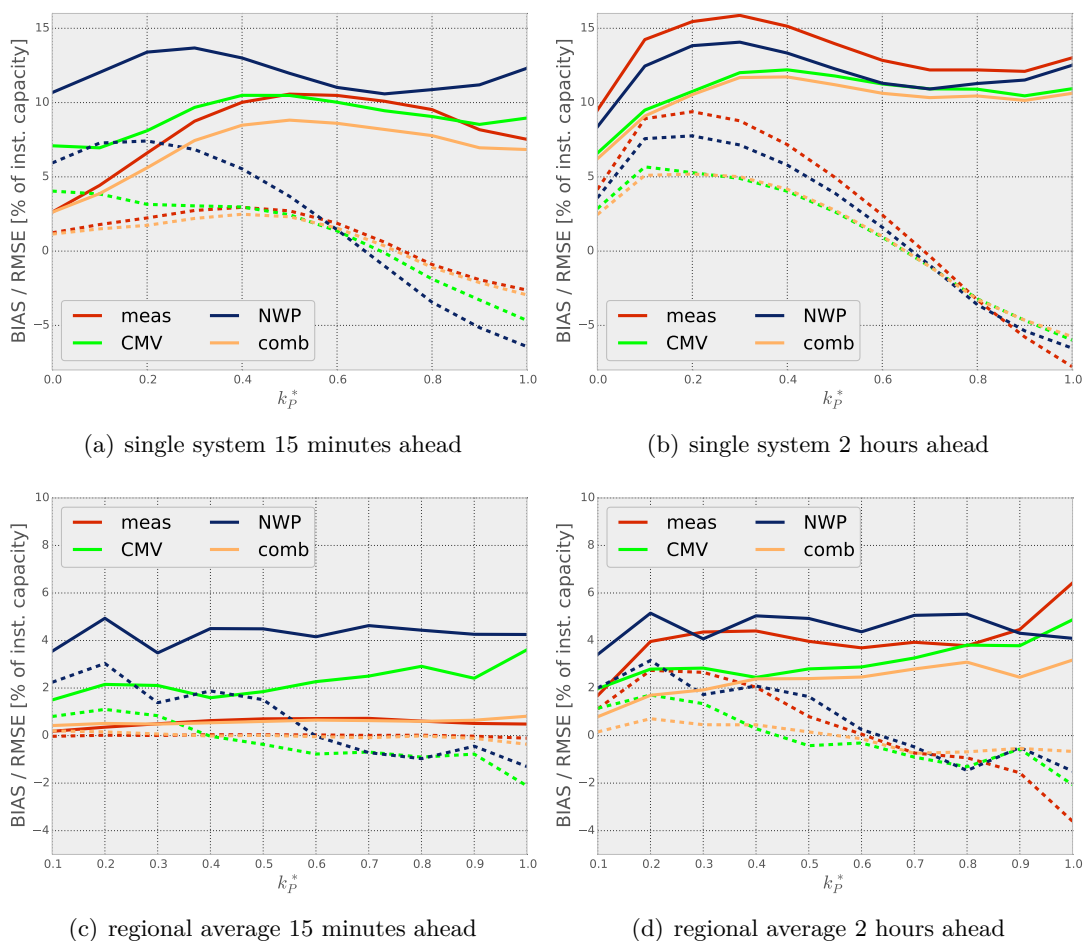 BIAS / RMSE [% of inst. capacity]
15
10
5
0
−5
meas
CMV
NWP
comb
0.0 0.2 0.4 0.6 0.8 1.0
k_P^*
(a) single system 15 minutes ahead
BIAS / RMSE [% of inst. capacity]
15
10
5
0
−5
meas
CMV
NWP
comb
0.0 0.2 0.4 0.6 0.8 1.0
k_P^*
(b) single system 2 hours ahead
BIAS / RMSE [% of inst. capacity]
10
8
6
4
2
0
−2
−4
meas
CMV
NWP
comb
0.1 0.2 0.3 0.4 0.5 0.6 0.7 0.8 0.9 1.0
k_P^*
(c) regional average 15 minutes ahead
BIAS / RMSE [% of inst. capacity]
10
8
6
4
2
0
−2
−4
meas
CMV
NWP
comb
0.1 0.2 0.3 0.4 0.5 0.6 0.7 0.8 0.9 1.0
k_P^*
(d) regional average 2 hours ahead